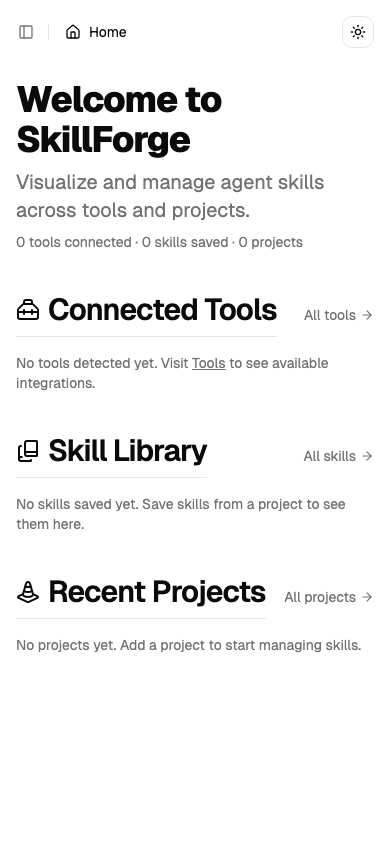 Home
Welcome to
SkillForge
Visualize and manage agent skills
across tools and projects.
0 tools connected · 0 skills saved · 0 projects
Connected Tools
All tools →
No tools detected yet. Visit Tools to see available
integrations.
Skill Library
All skills →
No skills saved yet. Save skills from a project to see
them here.
Recent Projects
All projects →
No projects yet. Add a project to start managing skills.